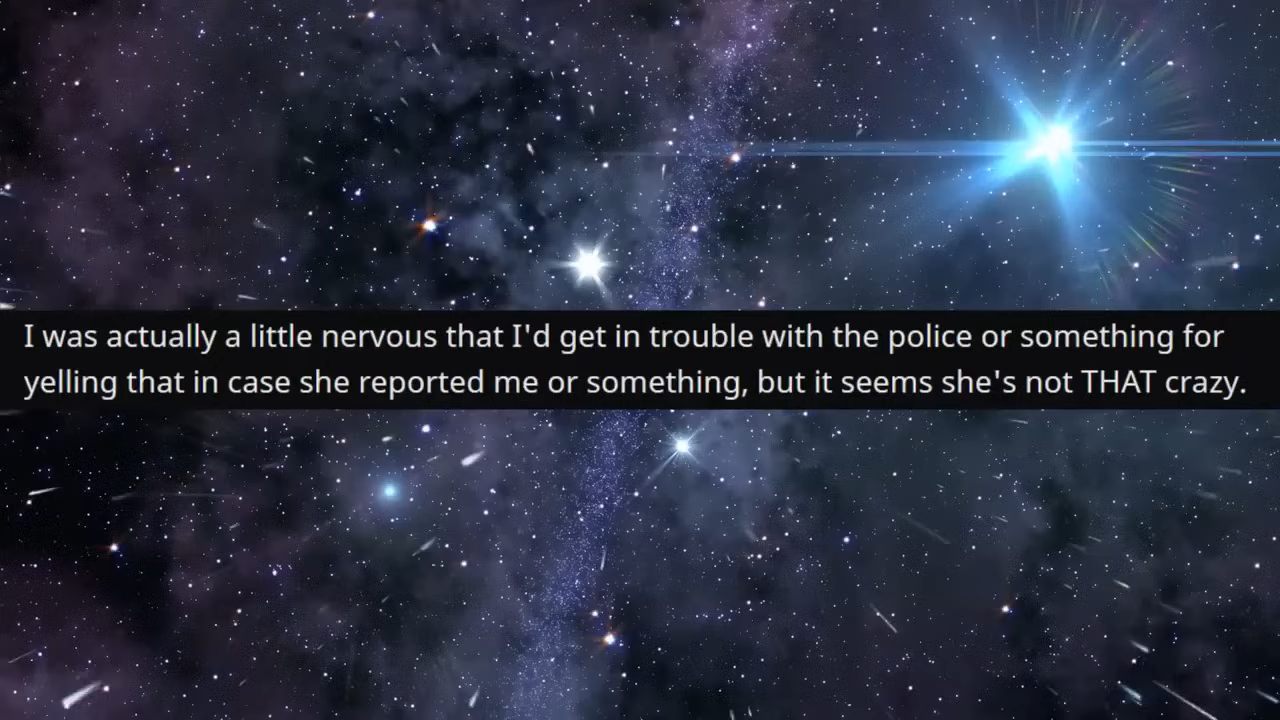 I was actually a little nervous that I'd get in trouble with the police or something for
yelling that in case she reported me or something, but it seems she's not THAT crazy.